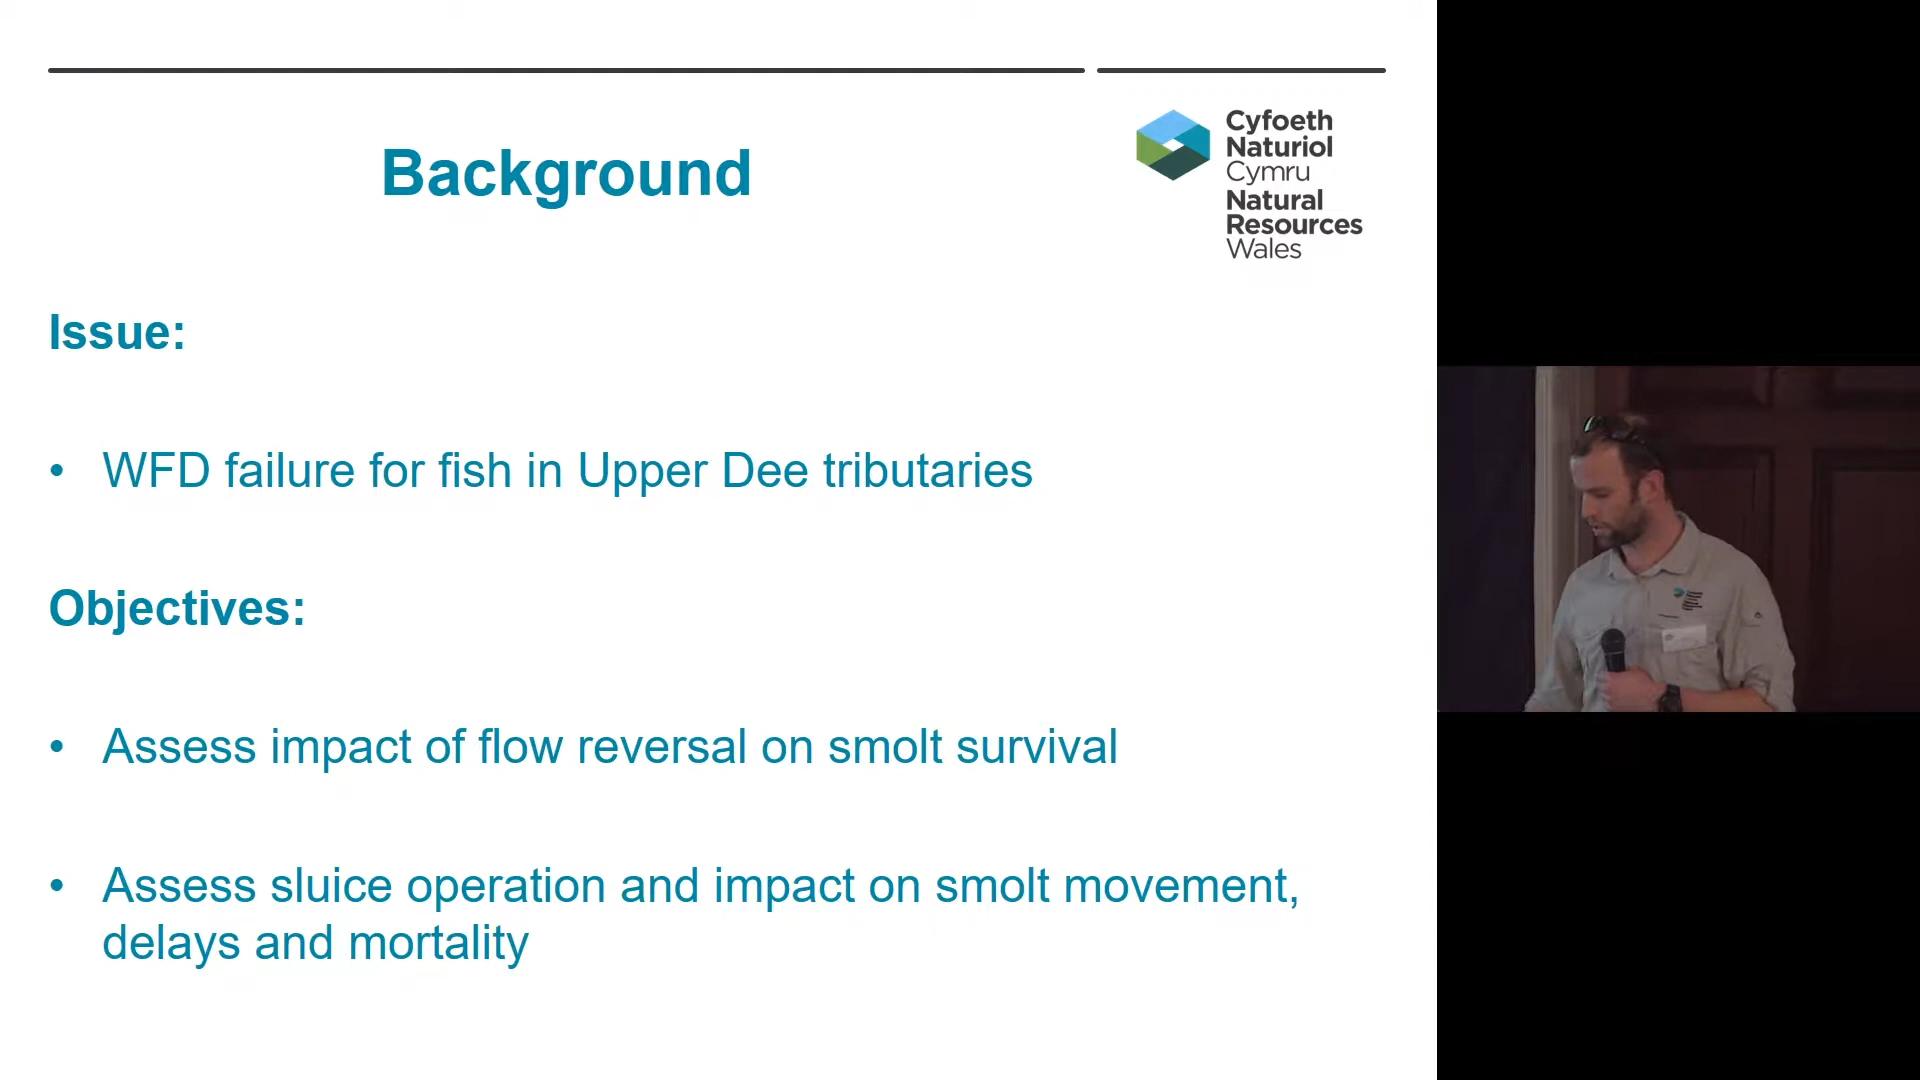 Background
Cyfoeth
Naturiol
Cymru
Natural
Resources
Wales
Issue:
• WFD failure for fish in Upper Dee tributaries
Objectives:
• Assess impact of flow reversal on smolt survival
• Assess sluice operation and impact on smolt movement,
delays and mortality